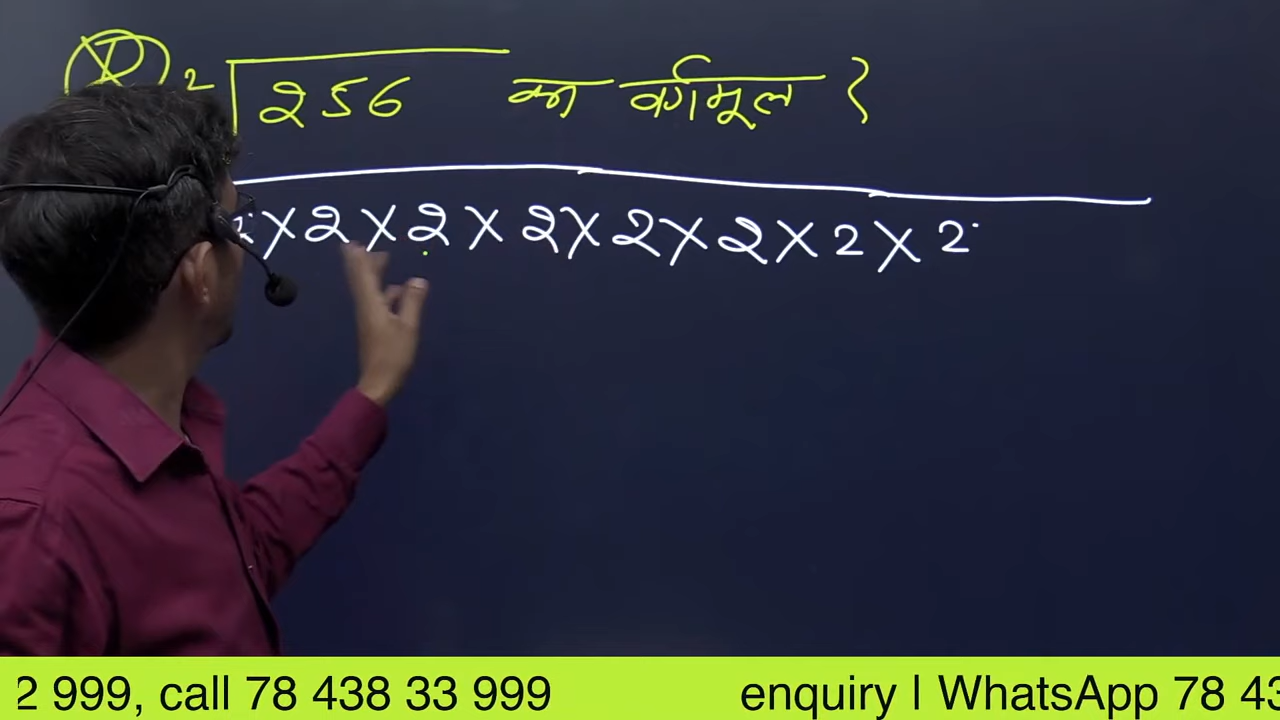 I 2√256 का वर्गमूल ?
2 X 2 X 2 X 2 X 2 X 2 X 2 X 2
2 999, call 78 438 33 999 enquiry | WhatsApp 78 43